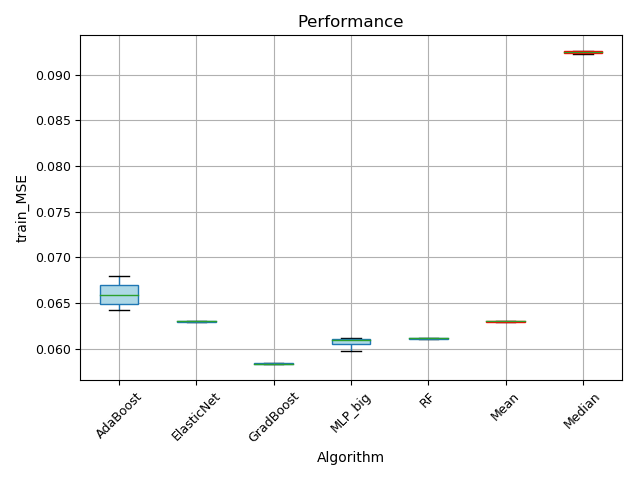 Performance
train_MSE
0.090
0.085
0.080
0.075
0.070
0.065
0.060
AdaBoost
ElasticNet
GradBoost
MLP_big
RF
Mean
Median
Algorithm